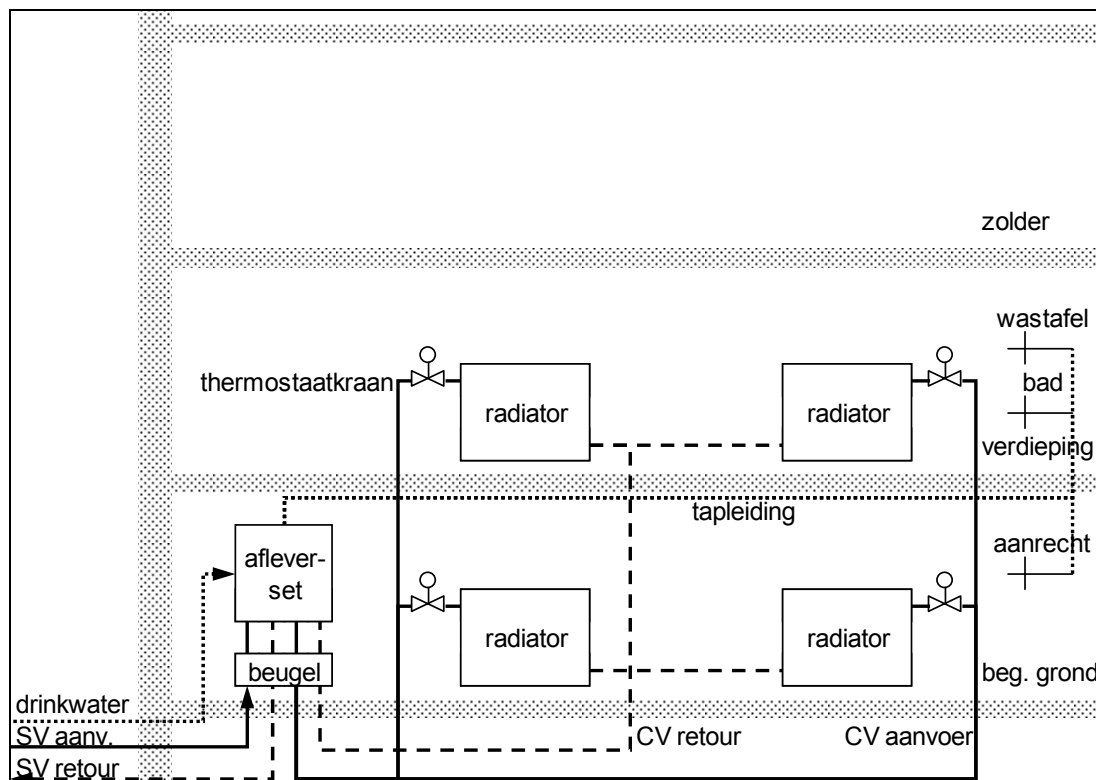 zolder
wastafel
thermostaatkraan
bad
radiator
radiator
verdieping
tapleiding
aflever-
set
aanrecht
radiator
radiator
beugel
beg. grond
drinkwater
SV aanv.
CV retour
CV aanvoer
SV retour